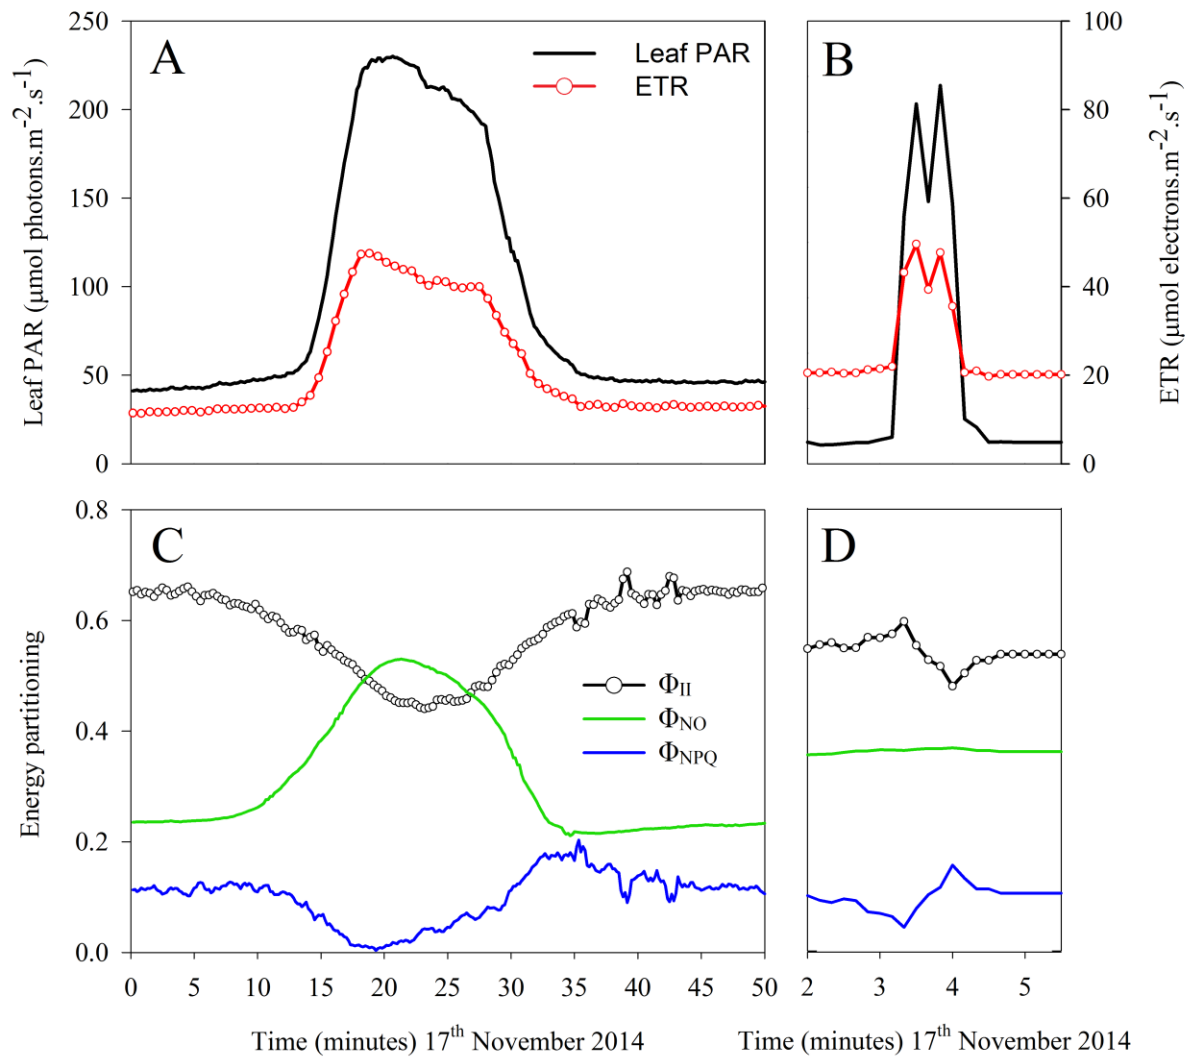 A
B
Leaf PAR
ETR
250
200
150
100
50
0
Leaf PAR (μmol photons.m⁻².s⁻¹)
100
80
60
40
20
0
ETR (μmol electrons.m⁻².s⁻¹)
C
D
0.8
0.6
0.4
0.2
0.0
Energy partitioning
Φ_II
Φ_NO
Φ_NPQ
0 5 10 15 20 25 30 35 40 45 50
2 3 4 5
Time (minutes) 17th November 2014
Time (minutes) 17th November 2014